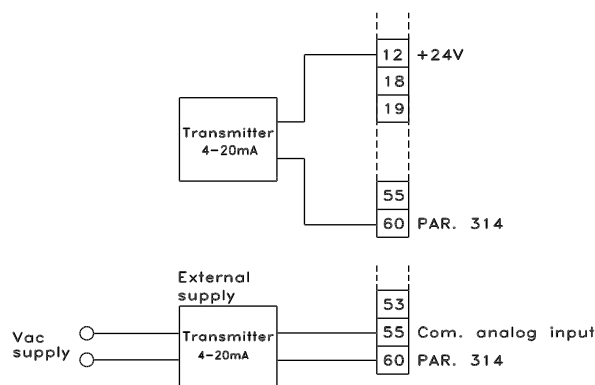 12 +24V
18
19
Transmitter
4-20mA
55
60 PAR. 314
External
supply
53
Vac
supply
Transmitter
4-20mA
55 Com. analog input
60 PAR. 314